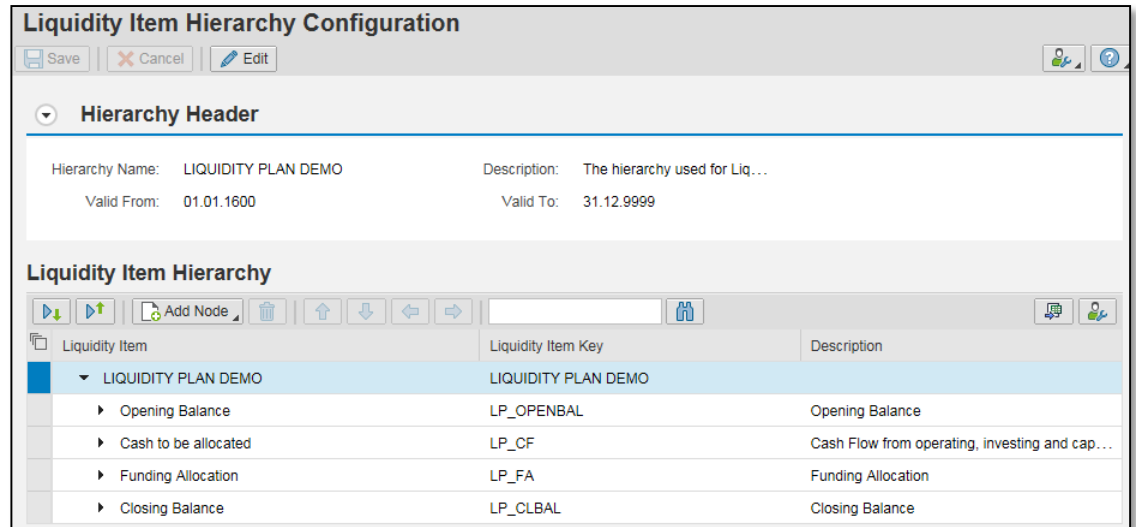 Liquidity Item Hierarchy Configuration
Save Cancel Edit
Hierarchy Header
Hierarchy Name: LIQUIDITY PLAN DEMO Description: The hierarchy used for Liq...
Valid From: 01.01.1600 Valid To: 31.12.9999
Liquidity Item Hierarchy
Add Node
Liquidity Item Liquidity Item Key Description
LIQUIDITY PLAN DEMO LIQUIDITY PLAN DEMO
Opening Balance LP_OPENBAL Opening Balance
Cash to be allocated LP_CF Cash Flow from operating, investing and cap...
Funding Allocation LP_FA Funding Allocation
Closing Balance LP_CLBAL Closing Balance